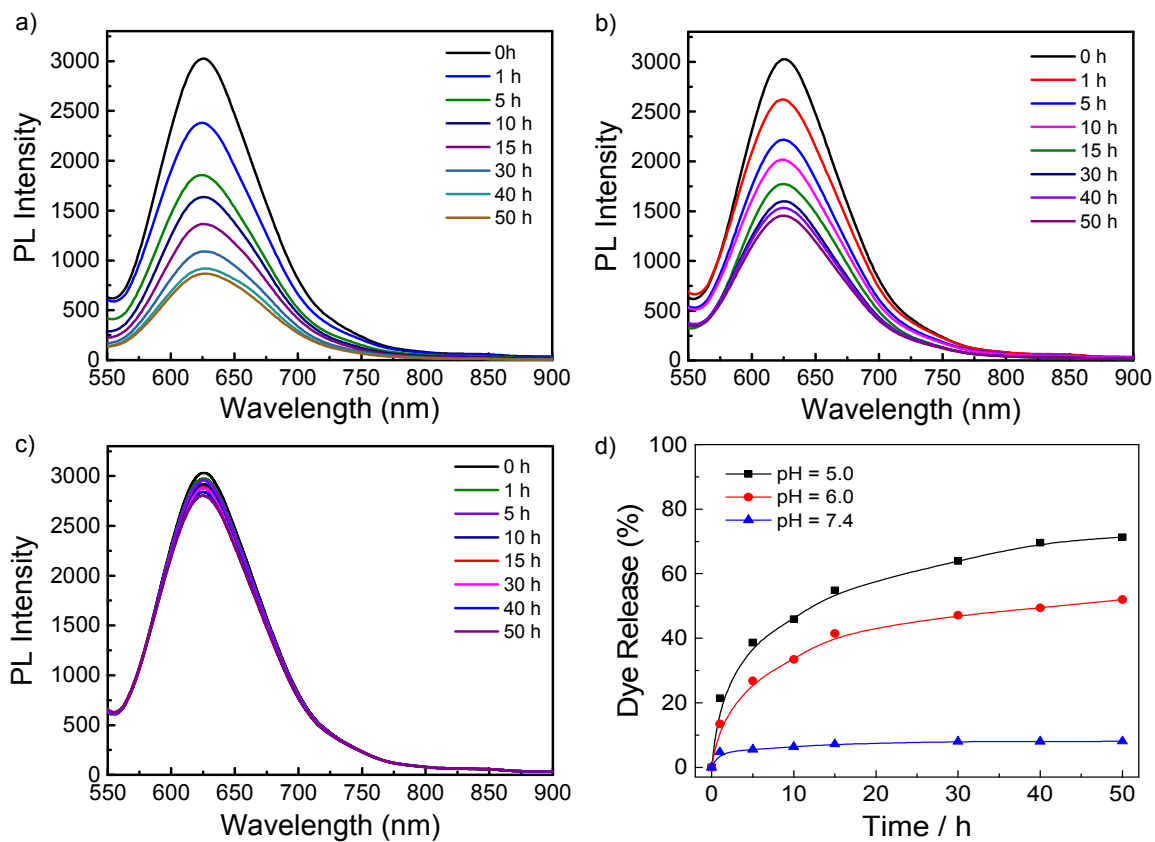 a)
PL Intensity
3000
2500
2000
1500
1000
500
0
0h
1 h
5 h
10 h
15 h
30 h
40 h
50 h
550 600 650 700 750 800 850 900
Wavelength (nm)
b)
PL Intensity
3000
2500
2000
1500
1000
500
0
0 h
1 h
5 h
10 h
15 h
30 h
40 h
50 h
550 600 650 700 750 800 850 900
Wavelength (nm)
c)
PL Intensity
3000
2500
2000
1500
1000
500
0
0 h
1 h
5 h
10 h
15 h
30 h
40 h
50 h
550 600 650 700 750 800 850 900
Wavelength (nm)
d)
Dye Release (%)
100
80
60
40
20
0
pH = 5.0
pH = 6.0
pH = 7.4
0 10 20 30 40 50
Time / h